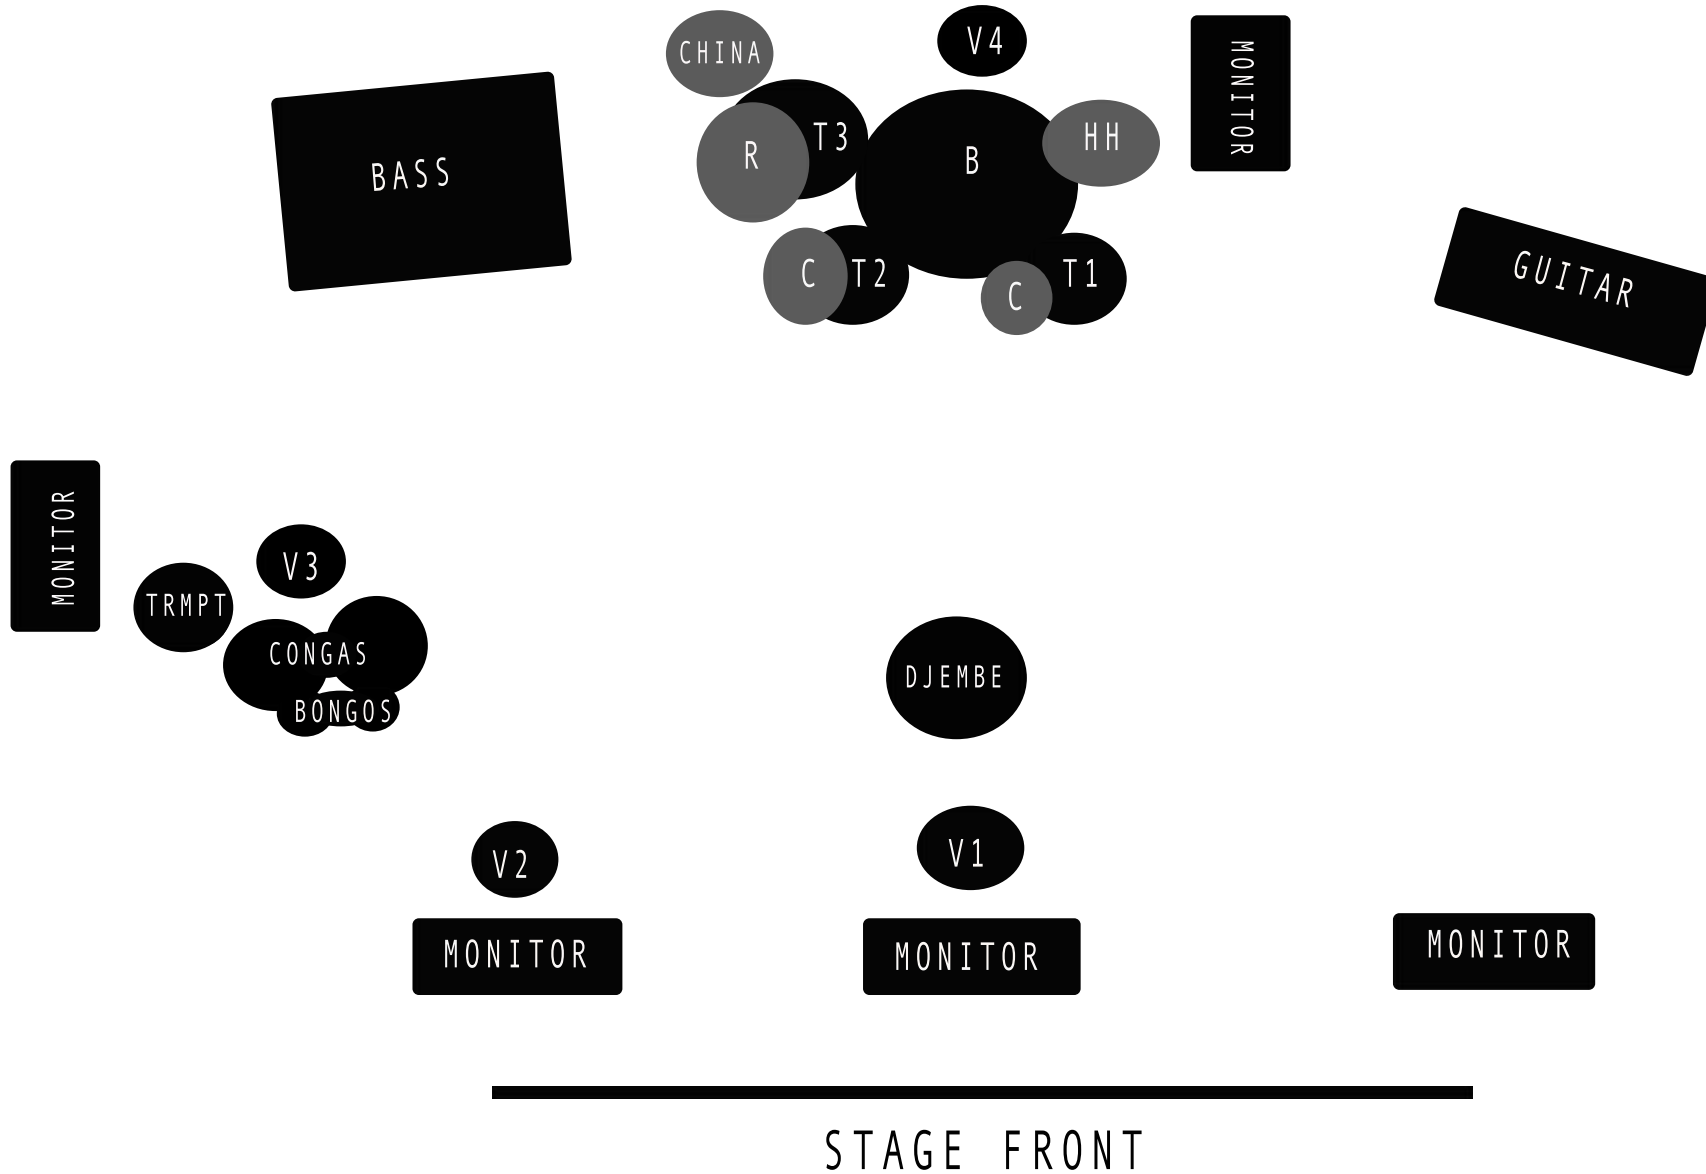 CHINA
V4
MONITOR
BASS
R
T3
B
HH
C
T2
C
T1
GUITAR
MONITOR
V3
TRMPT
CONGAS
BONGOS
DJEMBE
V2
V1
MONITOR
MONITOR
MONITOR
STAGE FRONT